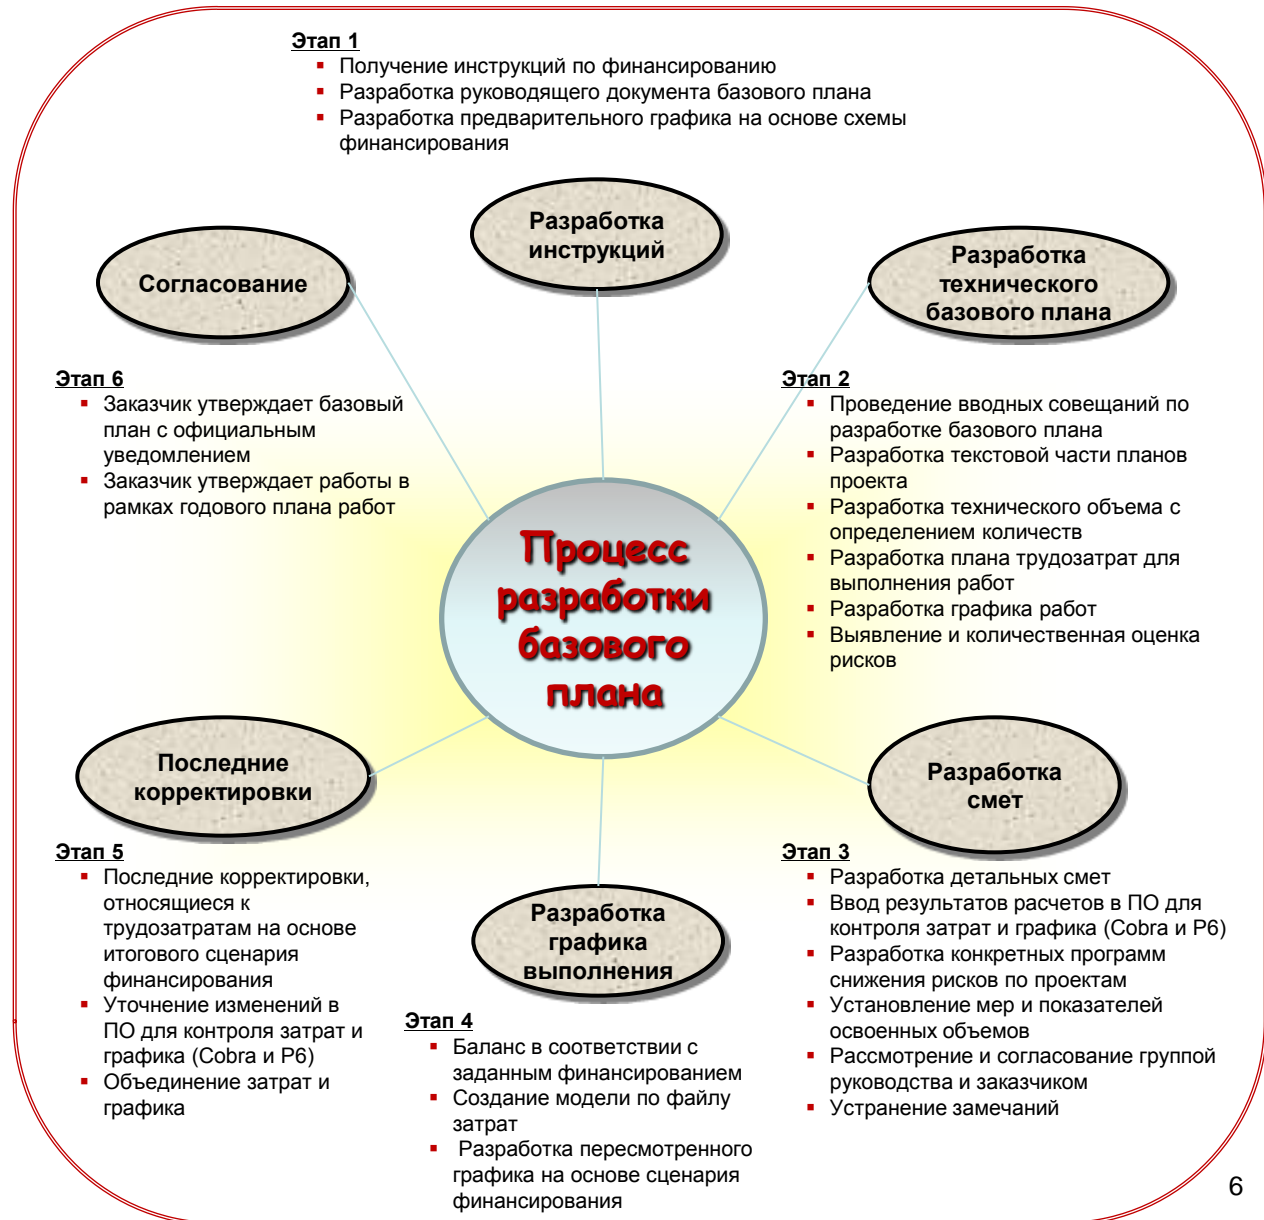 Этап 1
▪ Получение инструкций по финансированию
▪ Разработка руководящего документа базового плана
▪ Разработка предварительного графика на основе схемы
финансирования
Разработка
инструкций
Согласование
Разработка
технического
базового плана
Этап 6
▪ Заказчик утверждает базовый
план с официальным
уведомлением
▪ Заказчик утверждает работы в
рамках годового плана работ
Этап 2
▪ Проведение вводных совещаний по
разработке базового плана
▪ Разработка текстовой части планов
проекта
▪ Разработка технического объема с
определением количеств
▪ Разработка плана трудозатрат для
выполнения работ
▪ Разработка графика работ
▪ Выявление и количественная оценка
рисков
Процесс
разработки
базового
плана
Последние
корректировки
Разработка
смет
Этап 5
▪ Последние корректировки,
относящиеся к
трудозатратам на основе
итогового сценария
финансирования
▪ Уточнение изменений в
ПО для контроля затрат и
графика (Cobra и P6)
▪ Объединение затрат и
графика
Разработка
графика
выполнения
Этап 4
▪ Баланс в соответствии с
заданным финансированием
▪ Создание модели по файлу
затрат
▪ Разработка пересмотренного
графика на основе сценария
финансирования
Этап 3
▪ Разработка детальных смет
▪ Ввод результатов расчетов в ПО для
контроля затрат и графика (Cobra и P6)
▪ Разработка конкретных программ
снижения рисков по проектам
▪ Установление мер и показателей
освоенных объемов
▪ Рассмотрение и согласование группой
руководства и заказчиком
▪ Устранение замечаний
6